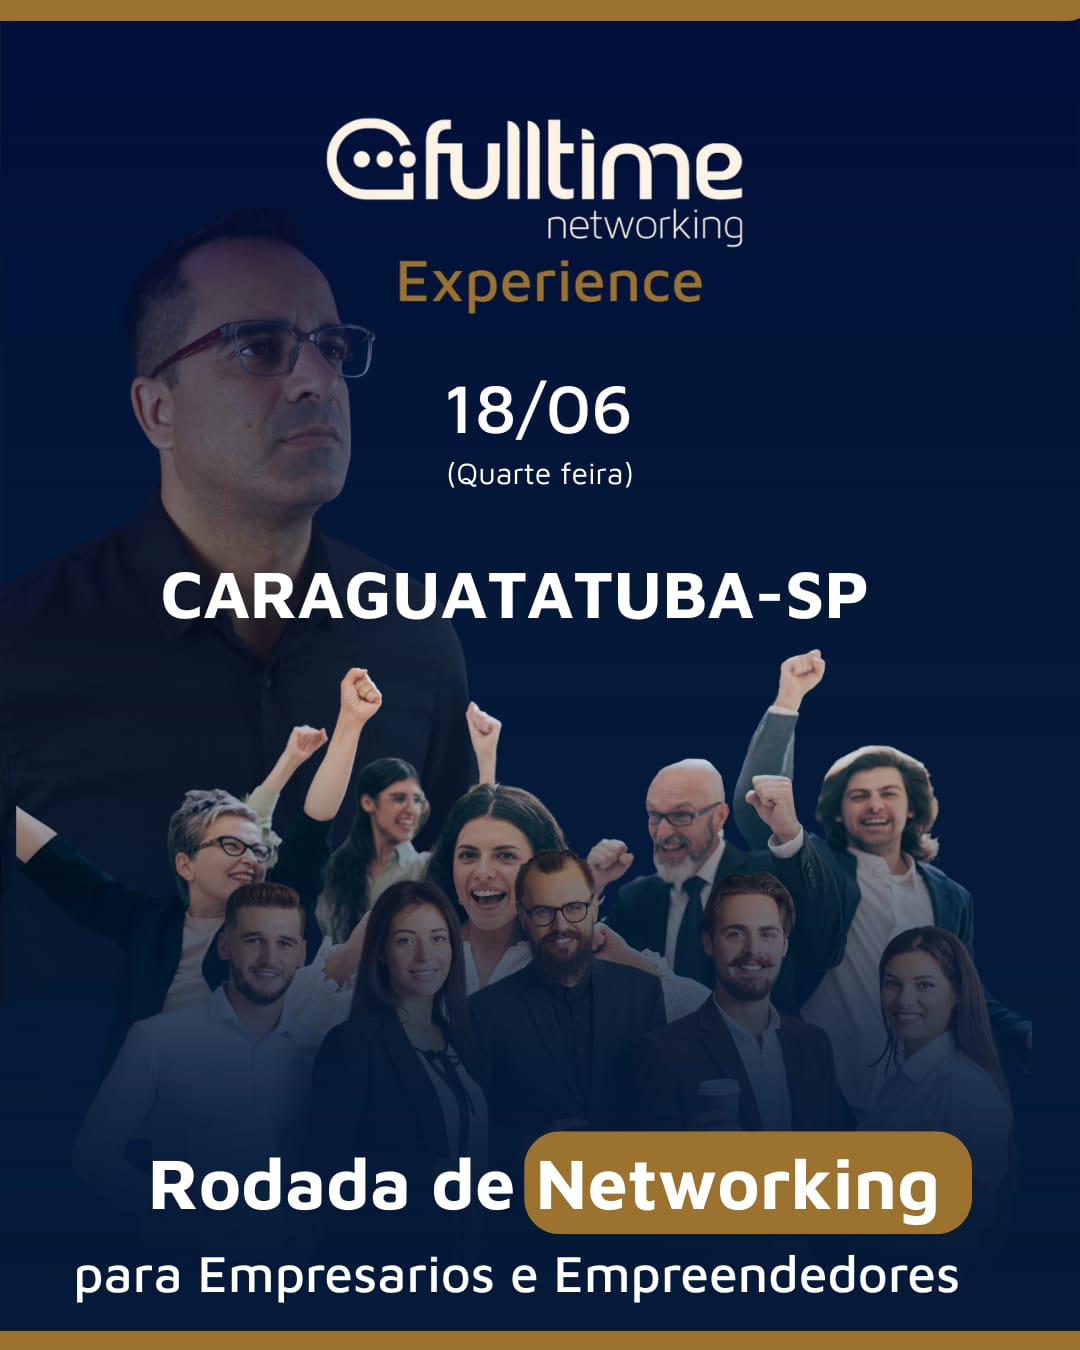 fulltime
networking
Experience
18/06
(Quarte feira)
CARAGUATATUBA-SP
Rodada de Networking
para Empresarios e Empreendedores